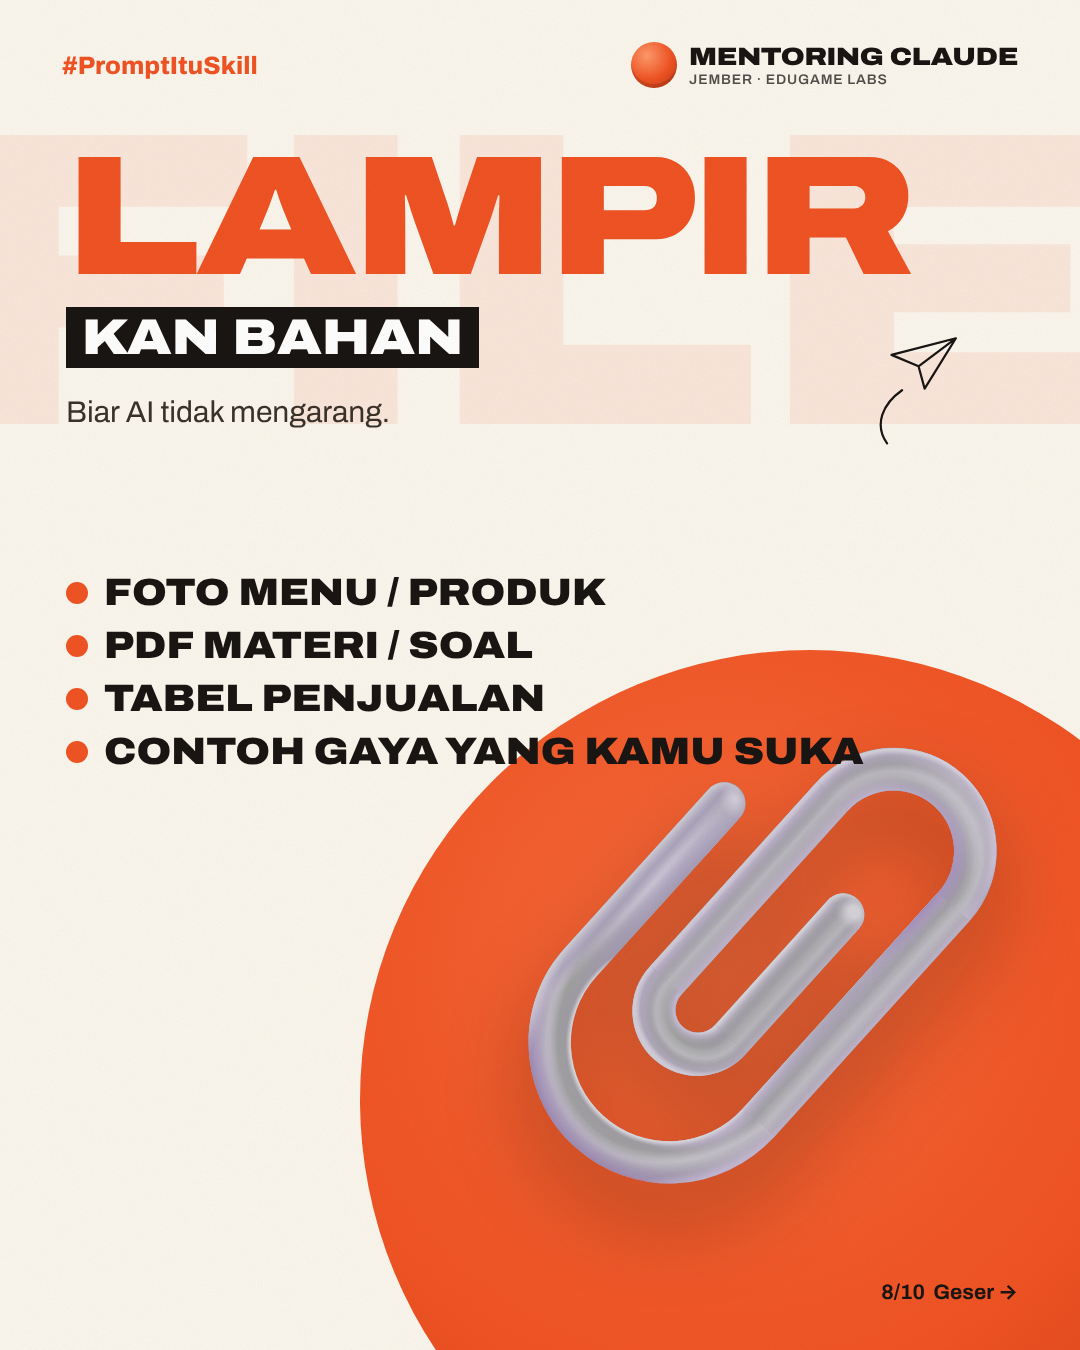 #PromptItuSkill
MENTORING CLAUDE
JEMBER · EDUGAME LABS
FILE
LAMPIR
KAN BAHAN
Biar AI tidak mengarang.
FOTO MENU / PRODUK
PDF MATERI / SOAL
TABEL PENJUALAN
CONTOH GAYA YANG KAMU SUKA
8/10 Geser →